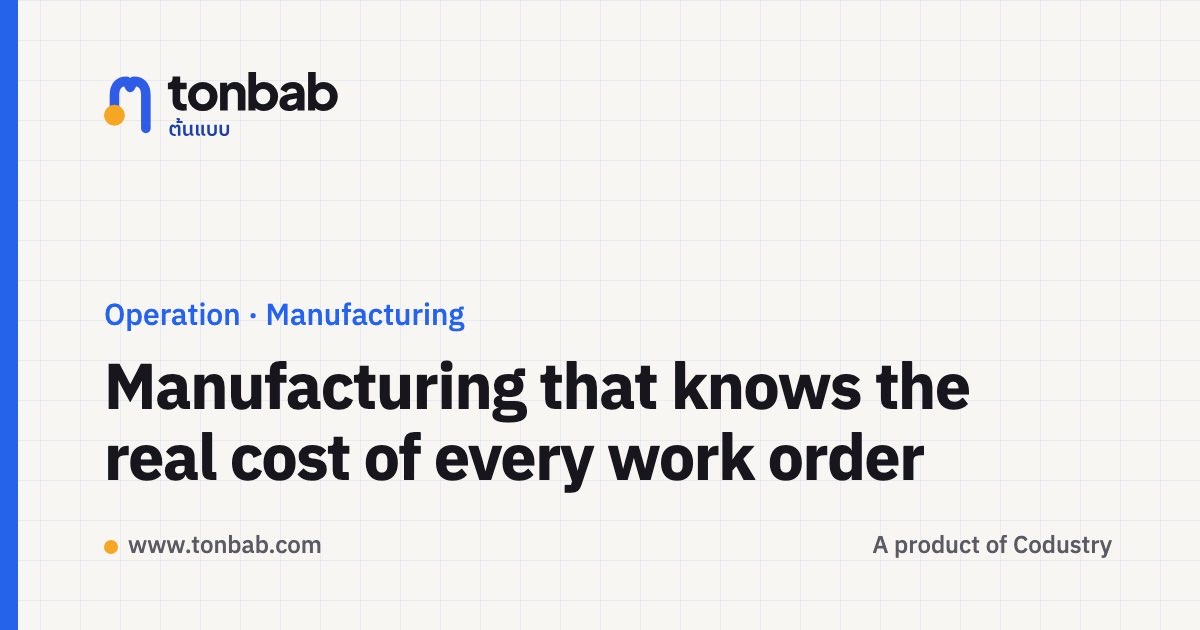 tonbab
ต้นแบบ
Operation · Manufacturing
Manufacturing that knows the
real cost of every work order
www.tonbab.com
A product of Codustry